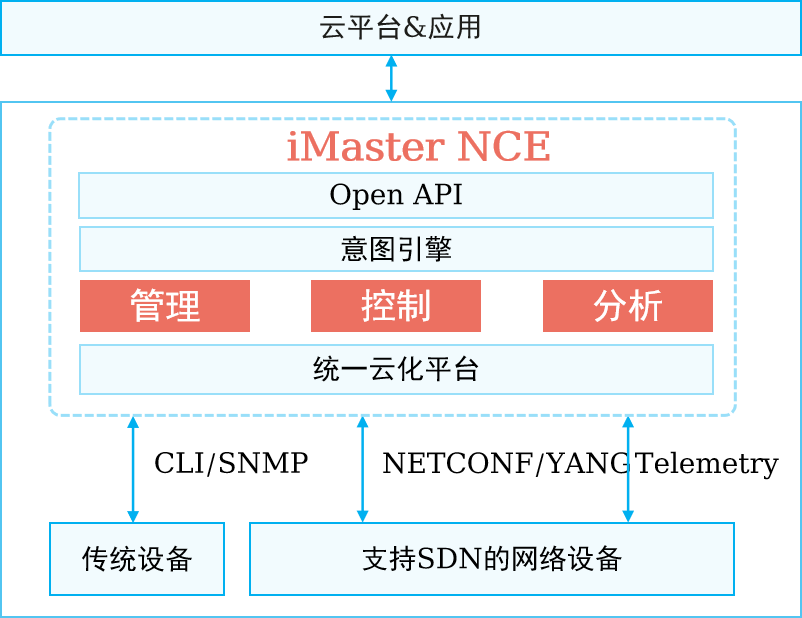 云平台&应用
iMaster NCE
Open API
意图引擎
管理 控制 分析
统一云化平台
CLI/SNMP NETCONF/YANG Telemetry
传统设备 支持SDN的网络设备